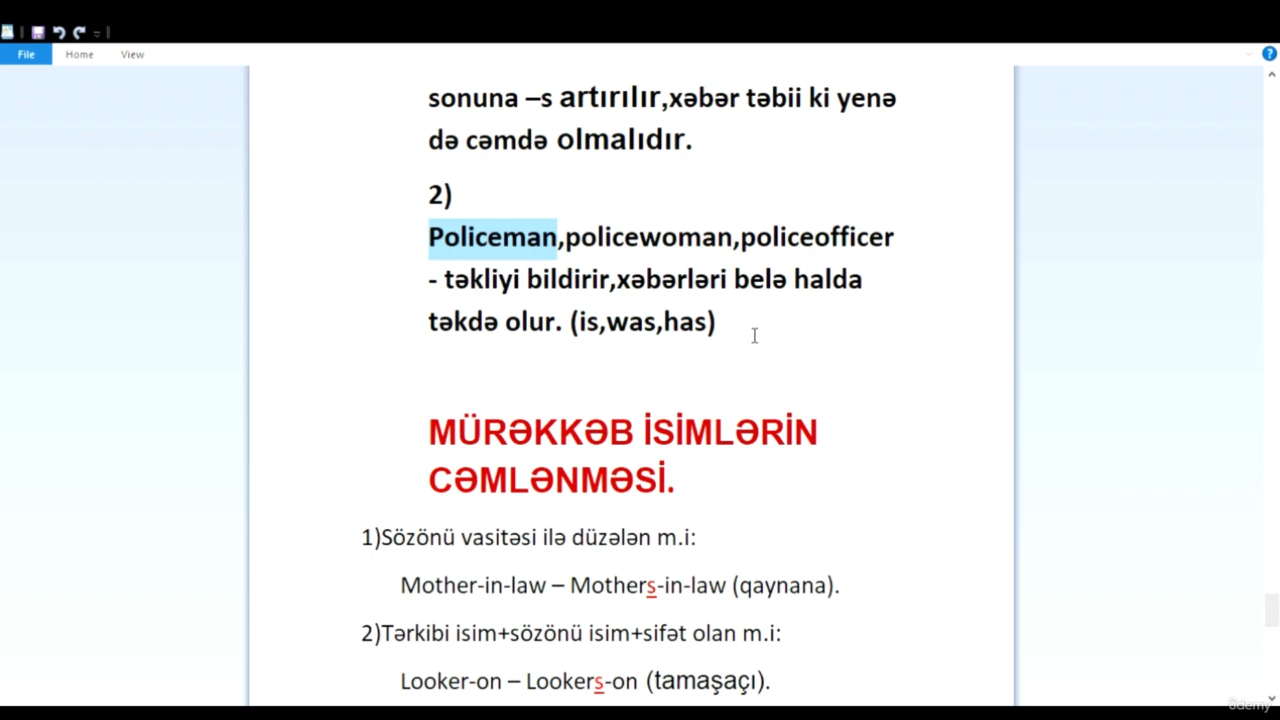 File Home View
sonuna –s artırılır,xəbər təbii ki yenə
də cəmdə olmalıdır.
2)
Policeman,policewoman,policeofficer
- təkliyi bildirir,xəbərləri belə halda
təkdə olur. (is,was,has)
MÜRƏKKƏB İSİMLƏRİN
CƏMLƏNMƏSİ.
1)Sözönü vasitəsi ilə düzələn m.i:
Mother-in-law – Mothers-in-law (qaynana).
2)Tərkibi isim+sözönü isim+sifət olan m.i:
Looker-on – Lookers-on (tamaşaçı).
ûdemy